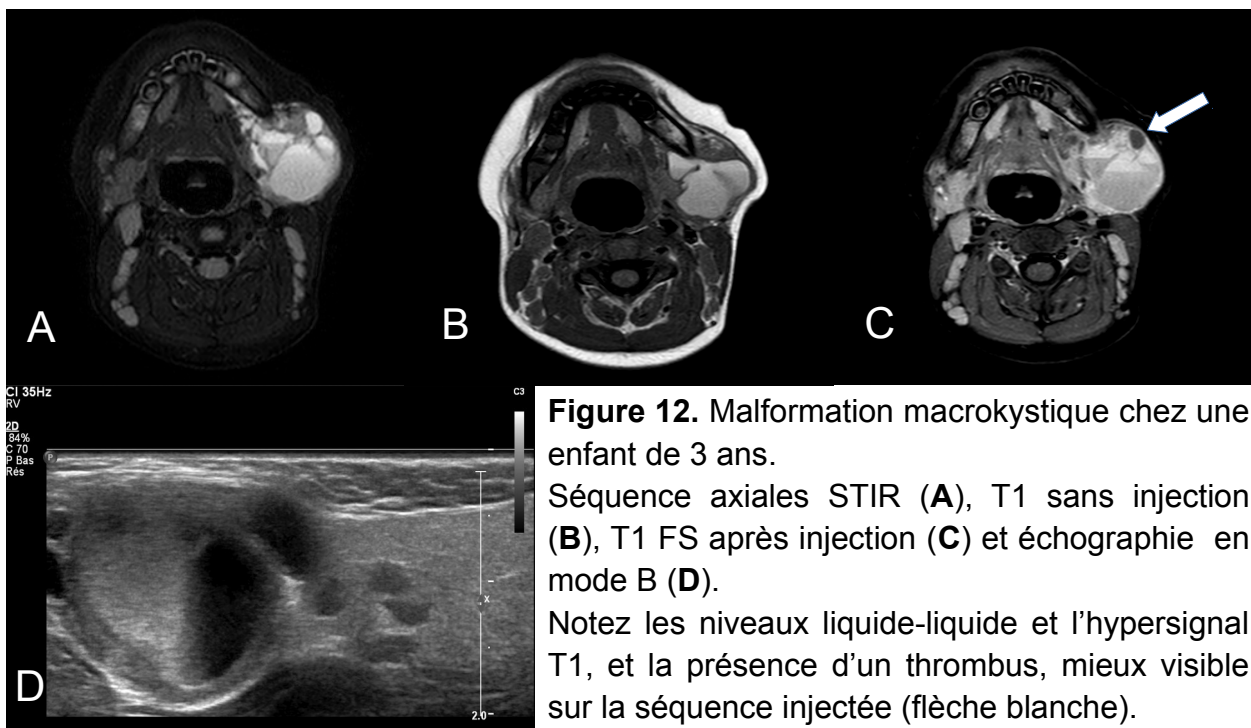 A
B
C
CI 35Hz
RV
2D
84%
C 70
P Bas
Rés
P
C3
X
2.0
D
Figure 12. Malformation macrokystique chez une
enfant de 3 ans.
Séquence axiales STIR (A), T1 sans injection
(B), T1 FS après injection (C) et échographie en
mode B (D).
Notez les niveaux liquide-liquide et l’hypersignal
T1, et la présence d’un thrombus, mieux visible
sur la séquence injectée (flèche blanche).